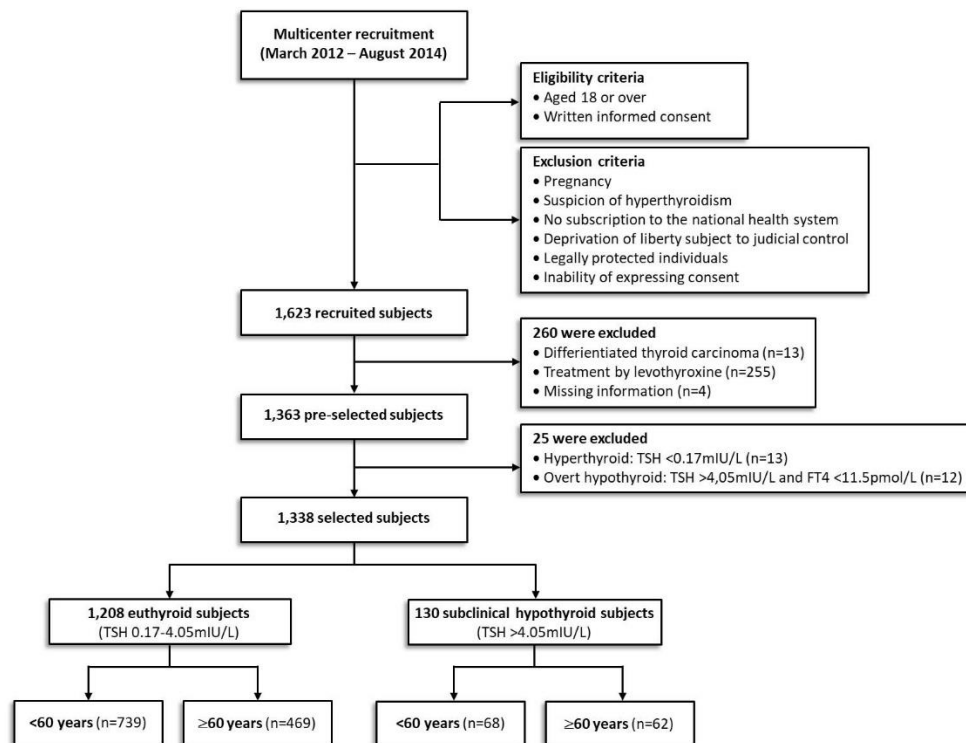 Multicenter recruitment
(March 2012 – August 2014)
Eligibility criteria
• Aged 18 or over
• Written informed consent
Exclusion criteria
• Pregnancy
• Suspicion of hyperthyroidism
• No subscription to the national health system
• Deprivation of liberty subject to judicial control
• Legally protected individuals
• Inability of expressing consent
1,623 recruited subjects
260 were excluded
• Differientiated thyroid carcinoma (n=13)
• Treatment by levothyroxine (n=255)
• Missing information (n=4)
1,363 pre-selected subjects
25 were excluded
• Hyperthyroid: TSH <0.17mIU/L (n=13)
• Overt hypothyroid: TSH >4,05mIU/L and FT4 <11.5pmol/L (n=12)
1,338 selected subjects
1,208 euthyroid subjects
(TSH 0.17-4.05mIU/L)
130 subclinical hypothyroid subjects
(TSH >4.05mIU/L)
<60 years (n=739)
≥60 years (n=469)
<60 years (n=68)
≥60 years (n=62)